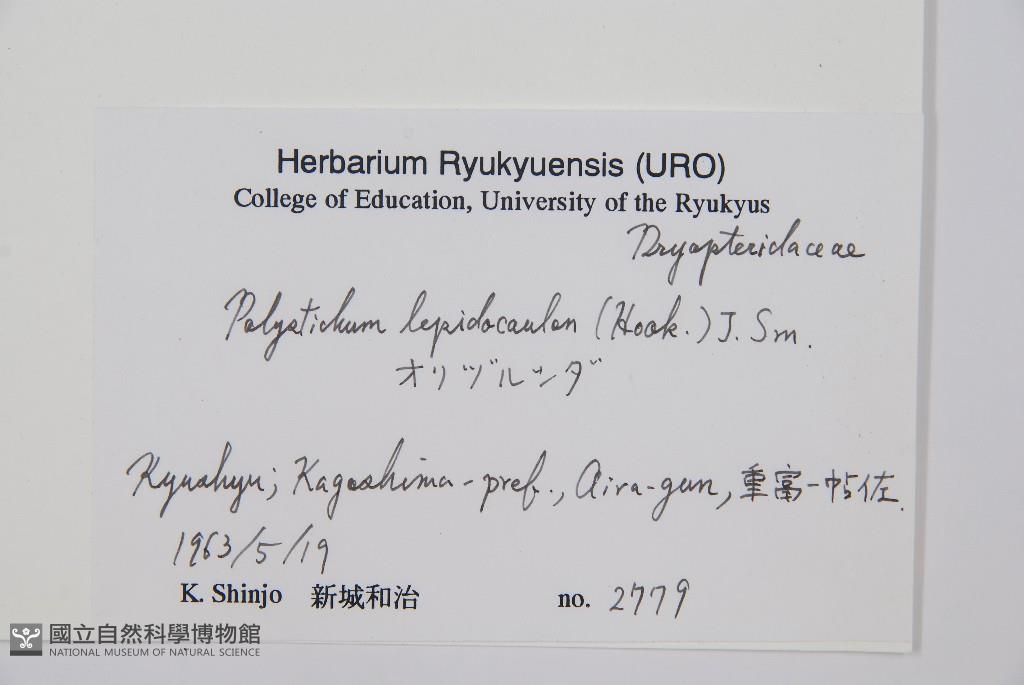 Herbarium Ryukyuensis (URO)
College of Education, University of the Ryukyus
Dryopteridaceae
Polystichum lepidocaulon (Hook.) J. Sm.
オリヅルシダ
Kyushyu; Kagoshima-pref., Aira-gun, 重富-帖佐.
1963/5/19
K. Shinjo 新城和治 no. 2779
國立自然科學博物館
NATIONAL MUSEUM OF NATURAL SCIENCE